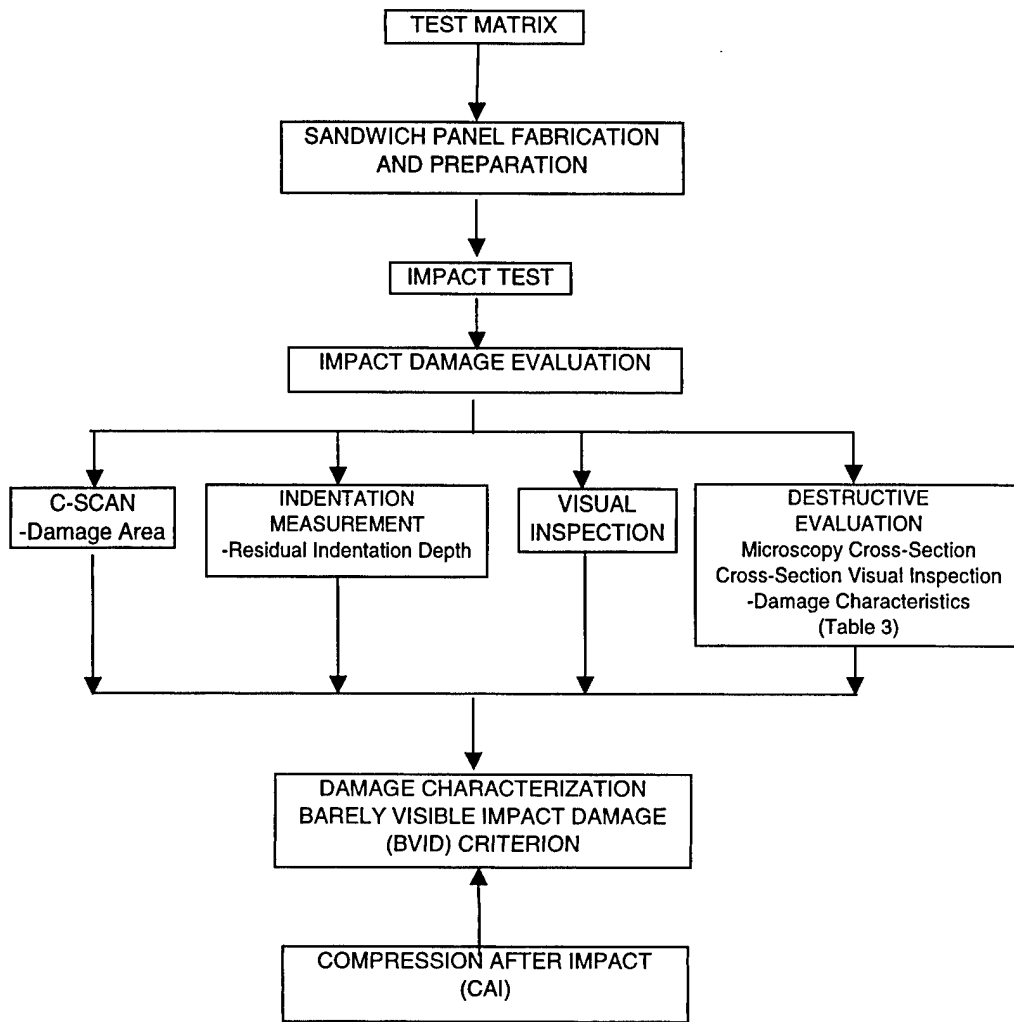 TEST MATRIX
SANDWICH PANEL FABRICATION
AND PREPARATION
IMPACT TEST
IMPACT DAMAGE EVALUATION
C-SCAN
-Damage Area
INDENTATION
MEASUREMENT
-Residual Indentation Depth
VISUAL
INSPECTION
DESTRUCTIVE
EVALUATION
Microscopy Cross-Section
Cross-Section Visual Inspection
-Damage Characteristics
(Table 3)
DAMAGE CHARACTERIZATION
BARELY VISIBLE IMPACT DAMAGE
(BVID) CRITERION
COMPRESSION AFTER IMPACT
(CAI)